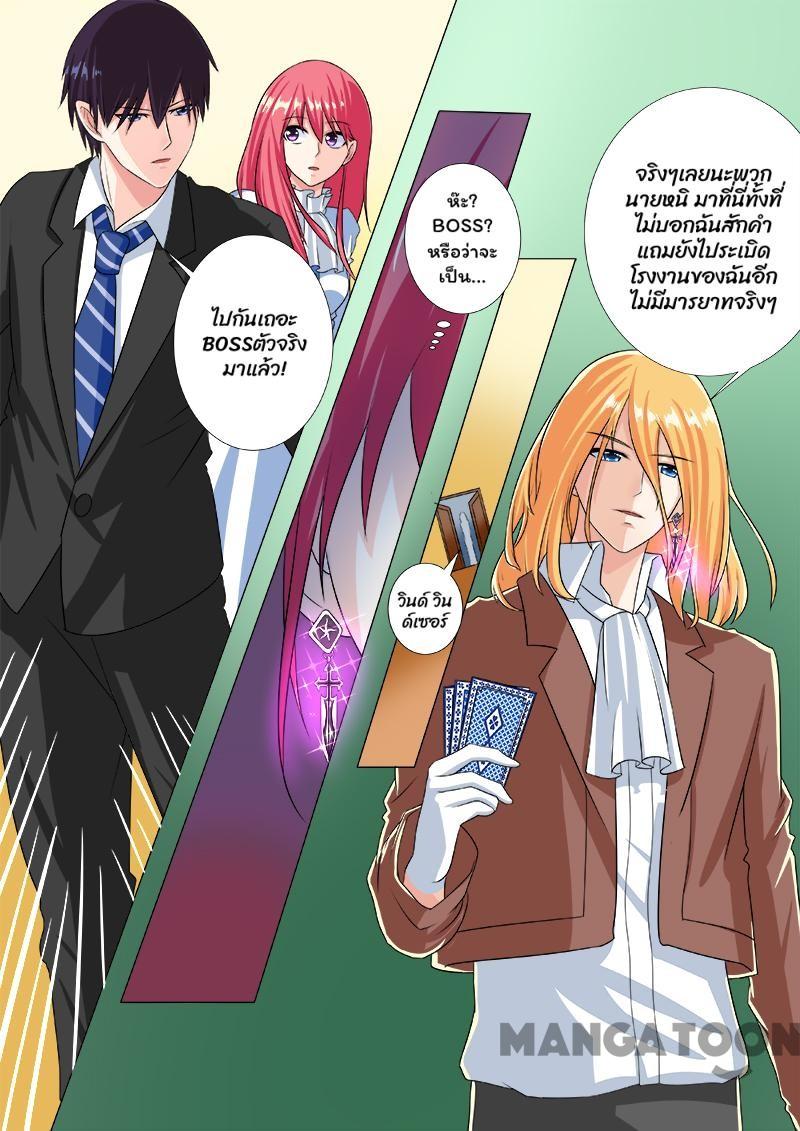 ไปกันเถอะ
BOSSตัวจริง
มาแล้ว!
ห๊ะ?
BOSS?
หรือว่าจะ
เป็น...
วินด์ วิน
ด์เซอร์
จริงๆเลยนะพวก
นายหนิ มาที่นี่ทั้งที่
ไม่บอกฉันสักคำ
แถมยังไประเบิด
โรงงานของฉันอีก
ไม่มีมารยาทจริงๆ
MANGATOON